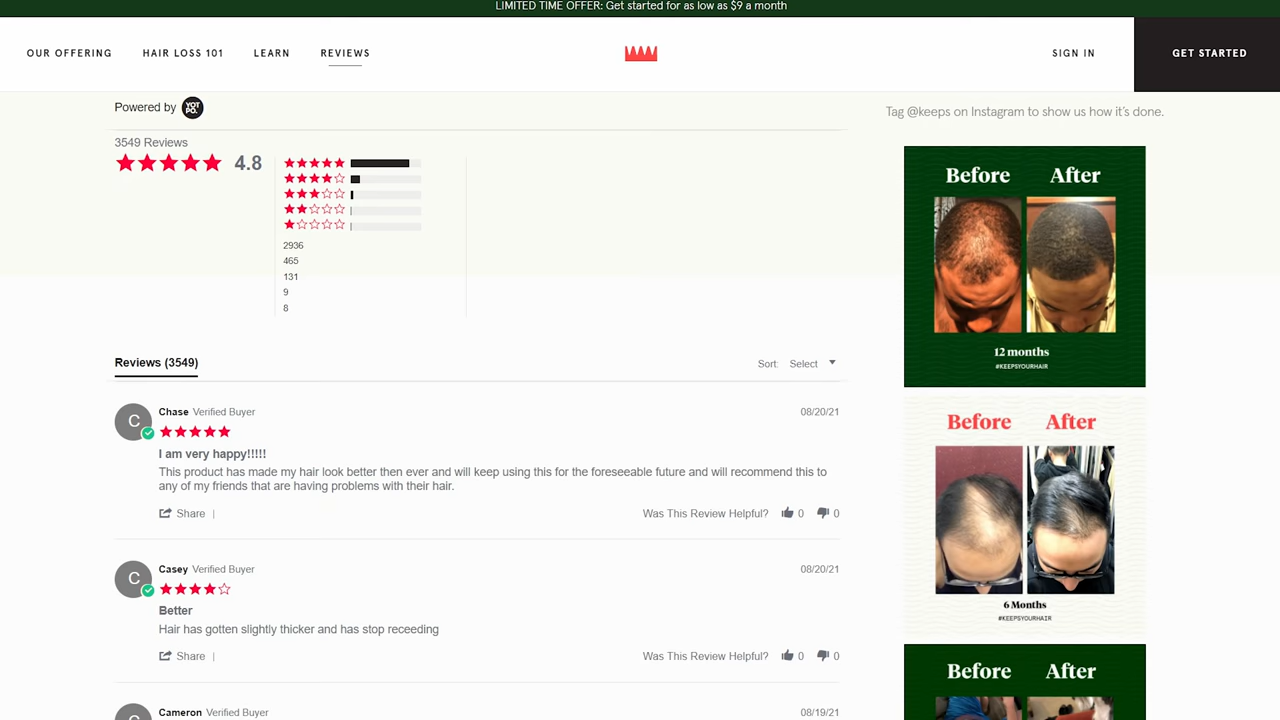 LIMITED TIME OFFER: Get started for as low as $9 a month
OUR OFFERING HAIR LOSS 101 LEARN REVIEWS SIGN IN GET STARTED
Powered by YOTPO.
3549 Reviews
4.8
2936
465
131
9
8
Reviews (3549)
Sort: Select
C Chase Verified Buyer 08/20/21
I am very happy!!!!!
This product has made my hair look better then ever and will keep using this for the foreseeable future and will recommend this to
any of my friends that are having problems with their hair.
Share | Was This Review Helpful? 0 0
C Casey Verified Buyer 08/20/21
Better
Hair has gotten slightly thicker and has stop receeding
Share | Was This Review Helpful? 0 0
C Cameron Verified Buyer 08/19/21
Tag @keeps on Instagram to show us how it's done.
Before After
12 months
#KEEPSYOURHAIR
Before After
6 Months
#KEEPSYOURHAIR
Before After